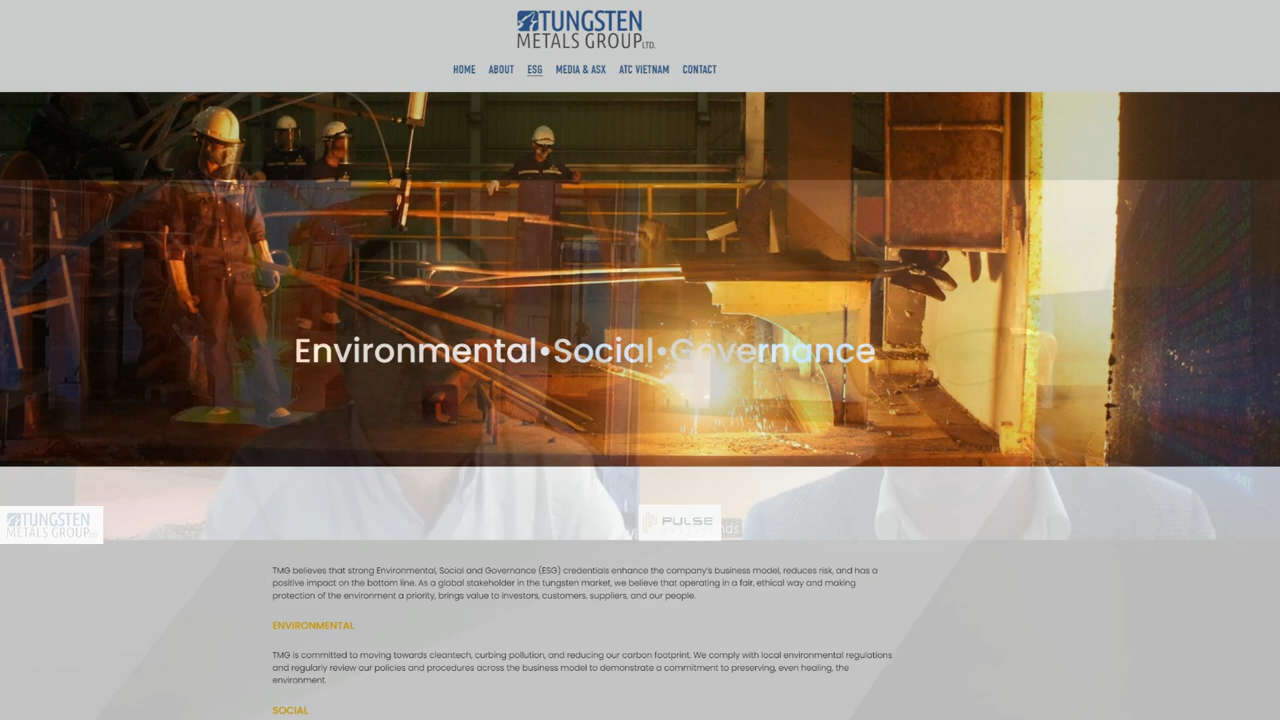 TUNGSTEN
METALS GROUP LTD.
HOME ABOUT ESG MEDIA & ASX ATC VIETNAM CONTACT
Environmental•Social•Governance
TUNGSTEN
METALS GROUP
PULSE
nds
TMG believes that strong Environmental, Social and Governance (ESG) credentials enhance the company's business model, reduces risk, and has a
positive impact on the bottom line. As a global stakeholder in the tungsten market, we believe that operating in a fair, ethical way and making
protection of the environment a priority, brings value to investors, customers, suppliers, and our people.
ENVIRONMENTAL
TMG is committed to moving towards cleantech, curbing pollution, and reducing our carbon footprint. We comply with local environmental regulations
and regularly review our policies and procedures across the business model to demonstrate a commitment to preserving, even healing, the
environment.
SOCIAL